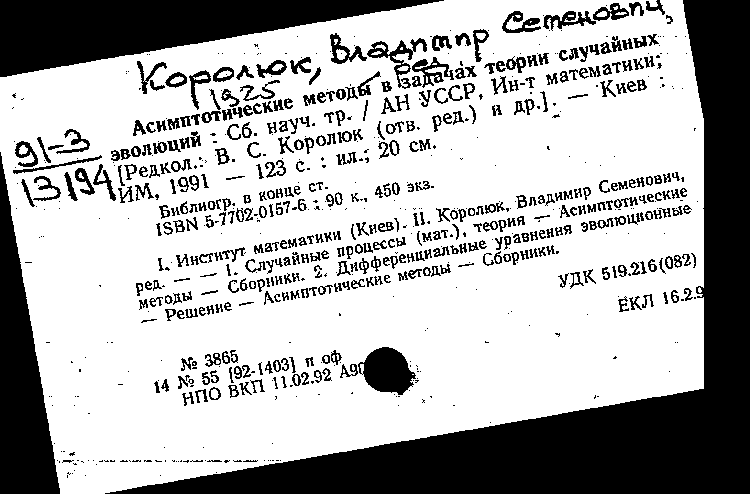 Королюк, Владимир Семенович,
1925 ред.
91-3
13194
Асимптотические методы в задачах теории случайных
эволюций : Сб. науч. тр. / АН УССР, Ин-т математики;
[Редкол.: В. С. Королюк (отв. ред.) и др.]. — Киев :
ИМ, 1991 — 123 с. : ил.; 20 см.
Библиогр. в конце ст.
ISBN 5-7702-0157-6 : 90 к., 450 экз.
I. Институт математики (Киев). II. Королюк, Владимир Семенович,
ред. — — 1. Случайные процессы (мат.), теория — Асимптотические
методы — Сборники. 2. Дифференциальные уравнения эволюционные
— Решение — Асимптотические методы — Сборники.
УДК 519.216(082)
ЕКЛ 16.2.9
№ 3865
14 № 55 [92-1403] п оф
НПО ВКП 11.02.92 А90